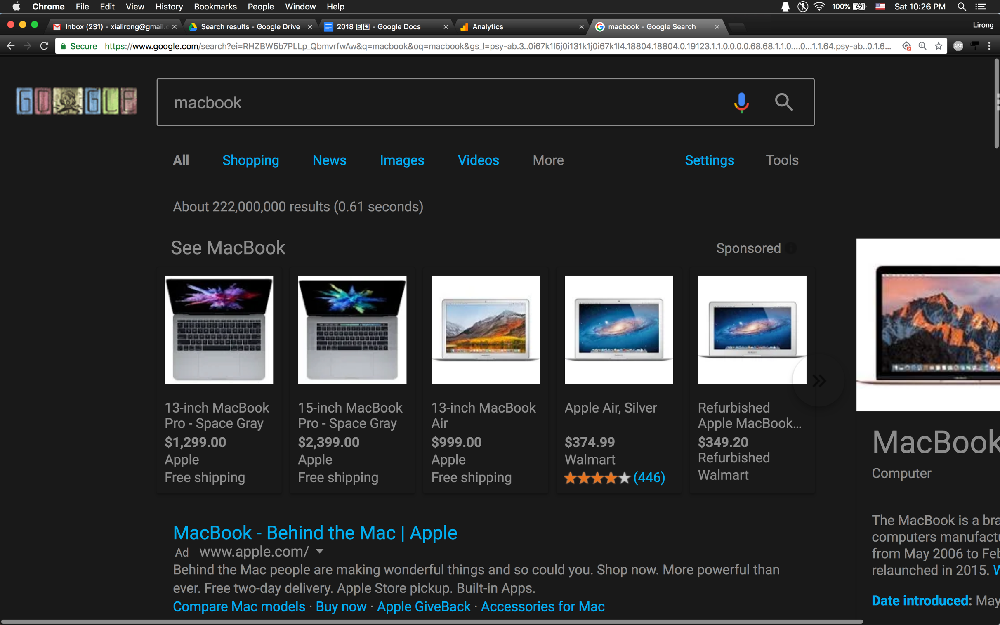 Chrome File Edit View History Bookmarks People Window Help 100% Sat 10:26 PM
Inbox (231) - xialirong@gmail.c Search results - Google Drive 2018 回国 - Google Docs Analytics macbook - Google Search Lirong
Secure https://www.google.com/search?ei=RHZBW5b7PLLp_QbmvrfwAw&q=macbook&oq=macbook&gs_l=psy-ab.3..0i67k1l5j0i131k1j0i67k1l4.18804.18804.0.19123.1.1.0.0.0.0.68.68.1.1.0....0...1.1.64.psy-ab..0.1.6... ABP
GOOGLE macbook
All Shopping News Images Videos More Settings Tools
About 222,000,000 results (0.61 seconds)
See MacBook Sponsored
13-inch MacBook
Pro - Space Gray
$1,299.00
Apple
Free shipping
15-inch MacBook
Pro - Space Gray
$2,399.00
Apple
Free shipping
13-inch MacBook
Air
$999.00
Apple
Free shipping
Apple Air, Silver
$374.99
Walmart
(446)
Refurbished
Apple MacBook...
$349.20
Refurbished
Walmart
MacBook - Behind the Mac | Apple
Ad www.apple.com/
Behind the Mac people are making wonderful things and so could you. Shop now. More powerful than
ever. Free two-day delivery. Apple Store pickup. Built-in Apps.
Compare Mac models · Buy now · Apple GiveBack · Accessories for Mac
MacBook
Computer
The MacBook is a bra
computers manufactu
from May 2006 to Feb
relaunched in 2015. W
Date introduced: May